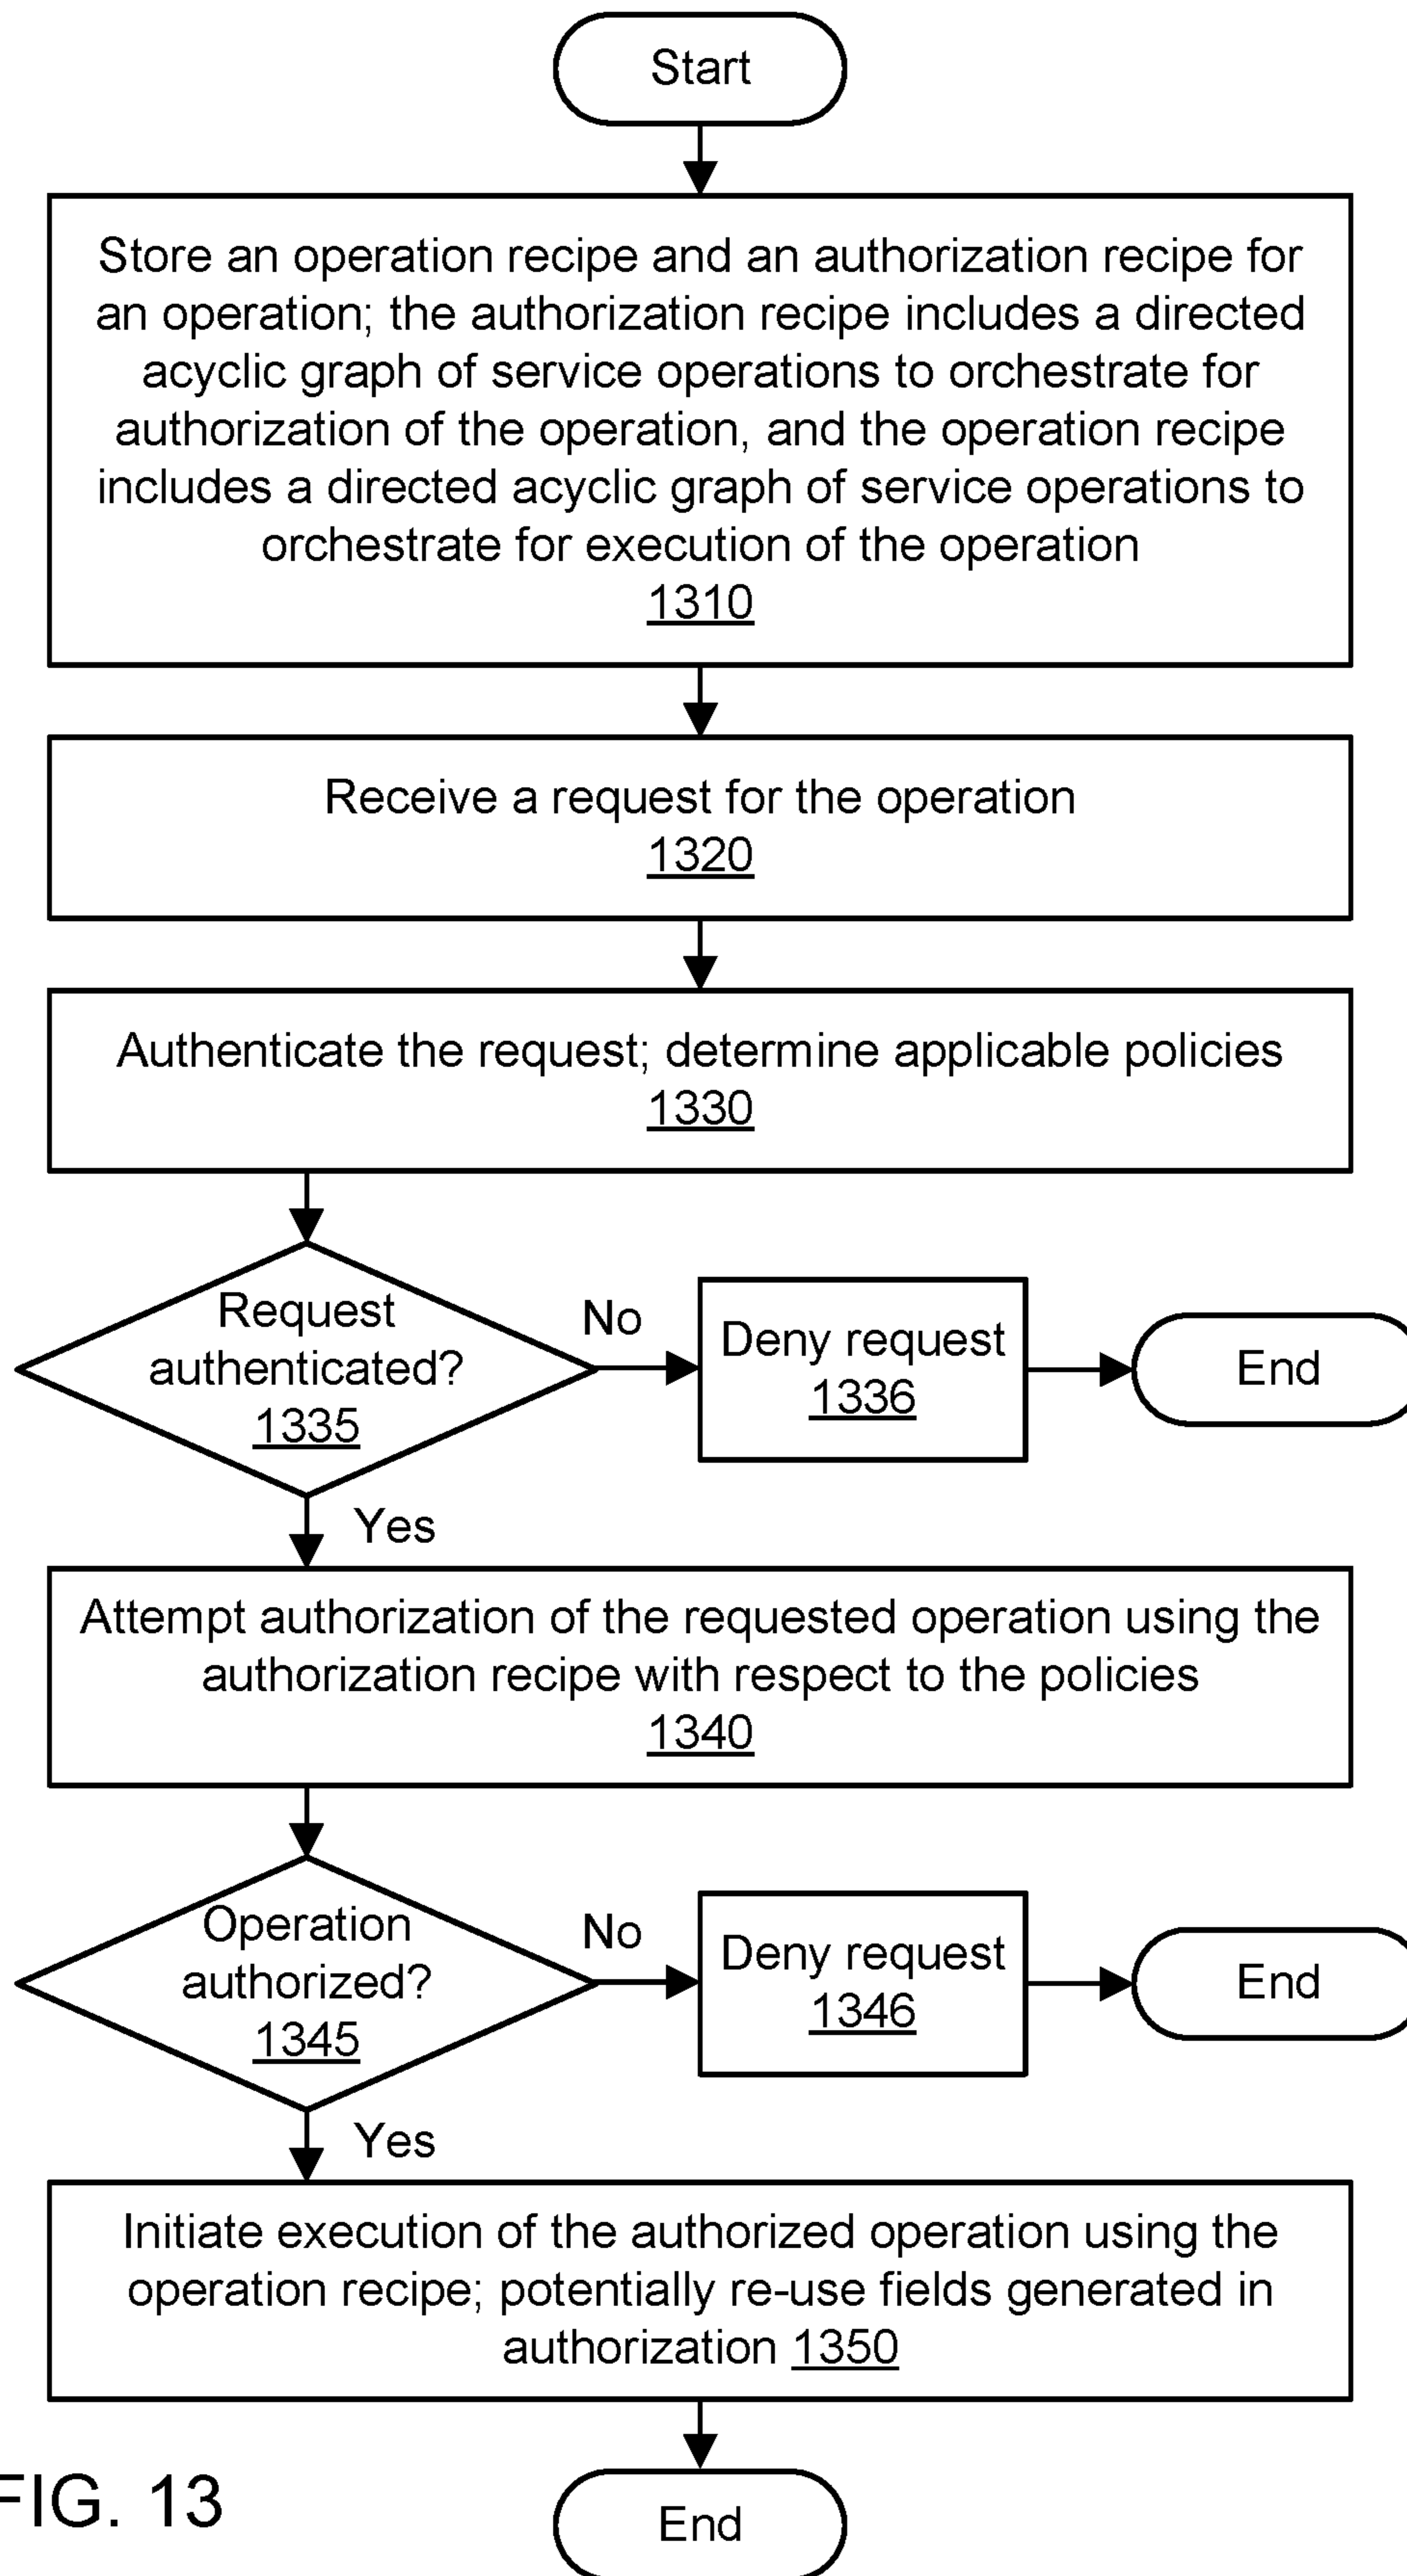 Start
Store an operation recipe and an authorization recipe for
an operation; the authorization recipe includes a directed
acyclic graph of service operations to orchestrate for
authorization of the operation, and the operation recipe
includes a directed acyclic graph of service operations to
orchestrate for execution of the operation
1310
Receive a request for the operation
1320
Authenticate the request; determine applicable policies
1330
Request
authenticated?
1335
No
Deny request
1336
End
Yes
Attempt authorization of the requested operation using the
authorization recipe with respect to the policies
1340
Operation
authorized?
1345
No
Deny request
1346
End
Yes
Initiate execution of the authorized operation using the
operation recipe; potentially re-use fields generated in
authorization 1350
End
FIG. 13